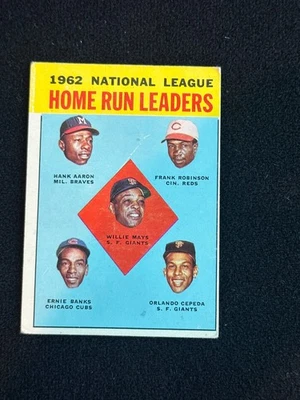 1962 NATIONAL LEAGUE
HOME RUN LEADERS
HANK AARON
MIL. BRAVES
FRANK ROBINSON
CIN. REDS
WILLIE MAYS
S. F. GIANTS
ERNIE BANKS
CHICAGO CUBS
ORLANDO CEPEDA
S. F. GIANTS